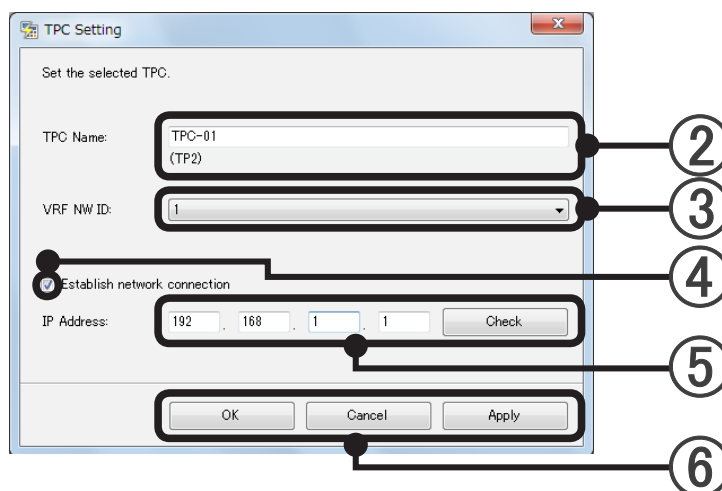 TPC Setting
Set the selected TPC.
TPC Name:
TPC-01
(TP2)
②
VRF NW ID:
1
③
④
Establish network connection
IP Address:
192 . 168 . 1 . 1
Check
⑤
OK
Cancel
Apply
⑥